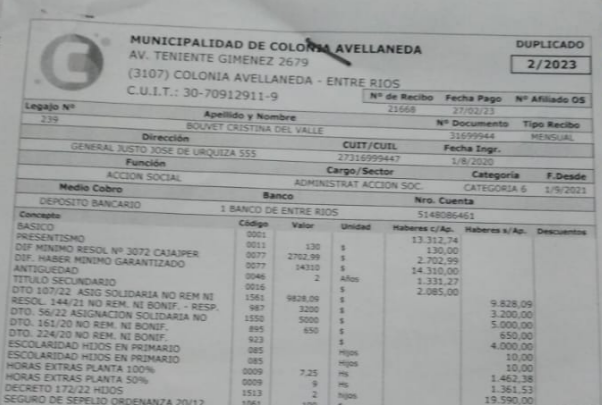 MUNICIPALIDAD DE COLONIA AVELLANEDA
AV. TENIENTE GIMENEZ 2679
(3107) COLONIA AVELLANEDA - ENTRE RIOS
C.U.I.T.: 30-70912911-9
DUPLICADO
2/2023
Nº de Recibo Fecha Pago Nº Afiliado OS
21668 27/02/23
Legajo Nº Apellido y Nombre Nº Documento Tipo Recibo
239 BOUVET CRISTINA DEL VALLE 31699944 MENSUAL
Dirección CUIT/CUIL Fecha Ingr.
GENERAL JUSTO JOSE DE URQUIZA 555 27316999447 1/8/2020
Función Cargo/Sector Categoria F.Desde
ACCION SOCIAL ADMINISTRAT ACCION SOC. CATEGORIA 6 1/9/2021
Medio Cobro Banco Nro. Cuenta
DEPOSITO BANCARIO 1 BANCO DE ENTRE RIOS 5148086461
Concepto Código Valor Unidad Haberes c/Ap. Haberes s/Ap. Descuentos
BASICO 0001 13.312,74
PRESENTISMO 0011 130 $ 130,00
DIF MINIMO RESOL Nº 3072 CAJAJPER 0077 2702,99 $ 2.702,99
DIF. HABER MINIMO GARANTIZADO 0077 14310 $ 14.310,00
ANTIGUEDAD 0046 2 Años 1.331,27
TITULO SECUNDARIO 0016 $ 2.085,00
DTO 107/22 ASIG SOLIDARIA NO REM NI 1561 9828,09 $ 9.828,09
RESOL. 144/21 NO REM. NI BONIF. - RESP. 987 3200 $ 3.200,00
DTO. 56/22 ASIGNACION SOLIDARIA NO 1550 5000 $ 5.000,00
DTO. 161/20 NO REM. NI BONIF. 895 650 $ 650,00
DTO. 224/20 NO REM. NI BONIF. 923 $ 4.000,00
ESCOLARIDAD HIJOS EN PRIMARIO 085 Hijos 10,00
ESCOLARIDAD HIJOS EN PRIMARIO 085 Hijos 10,00
HORAS EXTRAS PLANTA 100% 0009 7,25 Hs 1.462,38
HORAS EXTRAS PLANTA 50% 0009 9 Hs 1.361,53
DECRETO 172/22 HIJOS 1513 2 hijos 19.590,00
SEGURO DE SEPELIO ORDENANZA 20/12